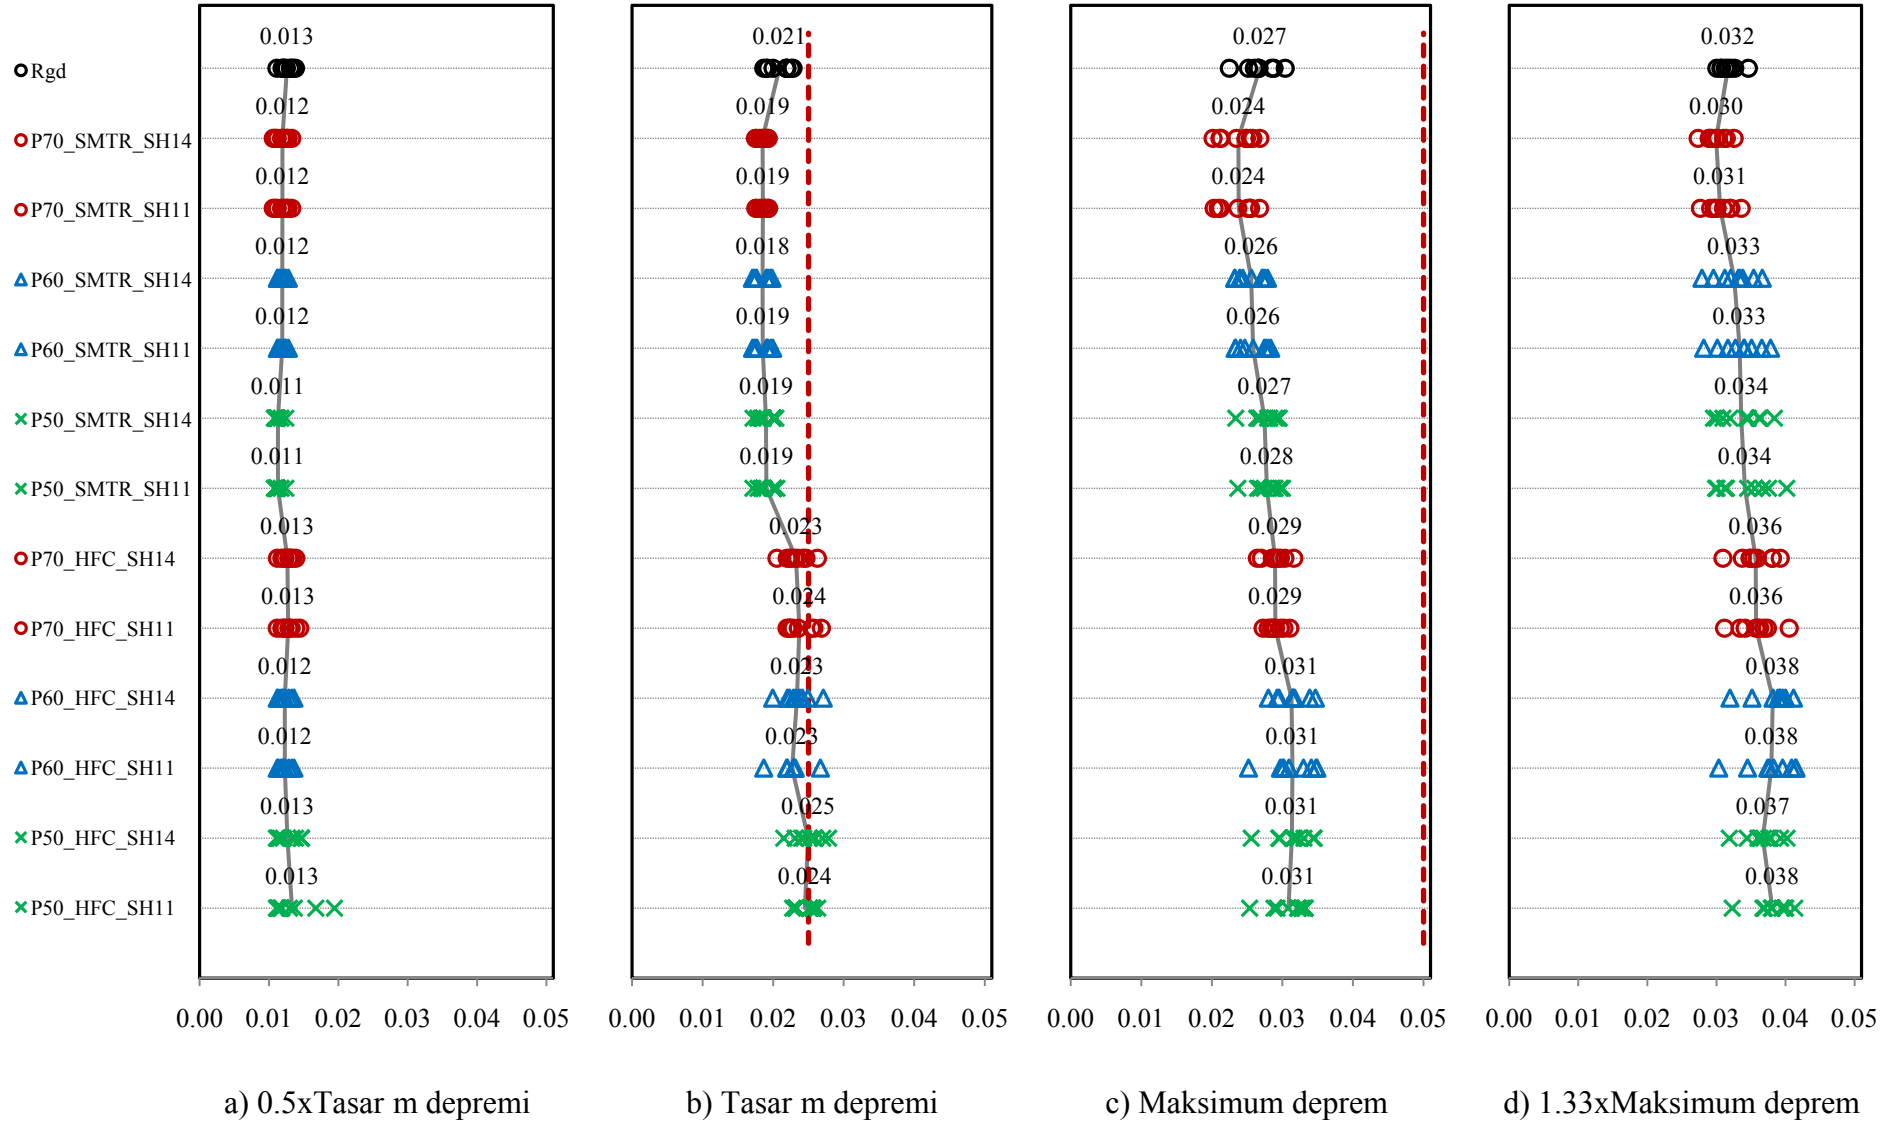 0.013 0.021 0.027 0.032
Rgd
0.012 0.019 0.024 0.030
P70_SMTR_SH14
0.012 0.019 0.024 0.031
P70_SMTR_SH11
0.012 0.018 0.026 0.033
P60_SMTR_SH14
0.012 0.019 0.026 0.033
P60_SMTR_SH11
0.011 0.019 0.027 0.034
P50_SMTR_SH14
0.011 0.019 0.028 0.034
P50_SMTR_SH11
0.013 0.023 0.029 0.036
P70_HFC_SH14
0.013 0.024 0.029 0.036
P70_HFC_SH11
0.012 0.023 0.031 0.038
P60_HFC_SH14
0.012 0.023 0.031 0.038
P60_HFC_SH11
0.013 0.025 0.031 0.037
P50_HFC_SH14
0.013 0.024 0.031 0.038
P50_HFC_SH11
0.00 0.01 0.02 0.03 0.04 0.05 0.00 0.01 0.02 0.03 0.04 0.05 0.00 0.01 0.02 0.03 0.04 0.05 0.00 0.01 0.02 0.03 0.04 0.05
a) 0.5xTasar m depremi b) Tasar m depremi c) Maksimum deprem d) 1.33xMaksimum deprem